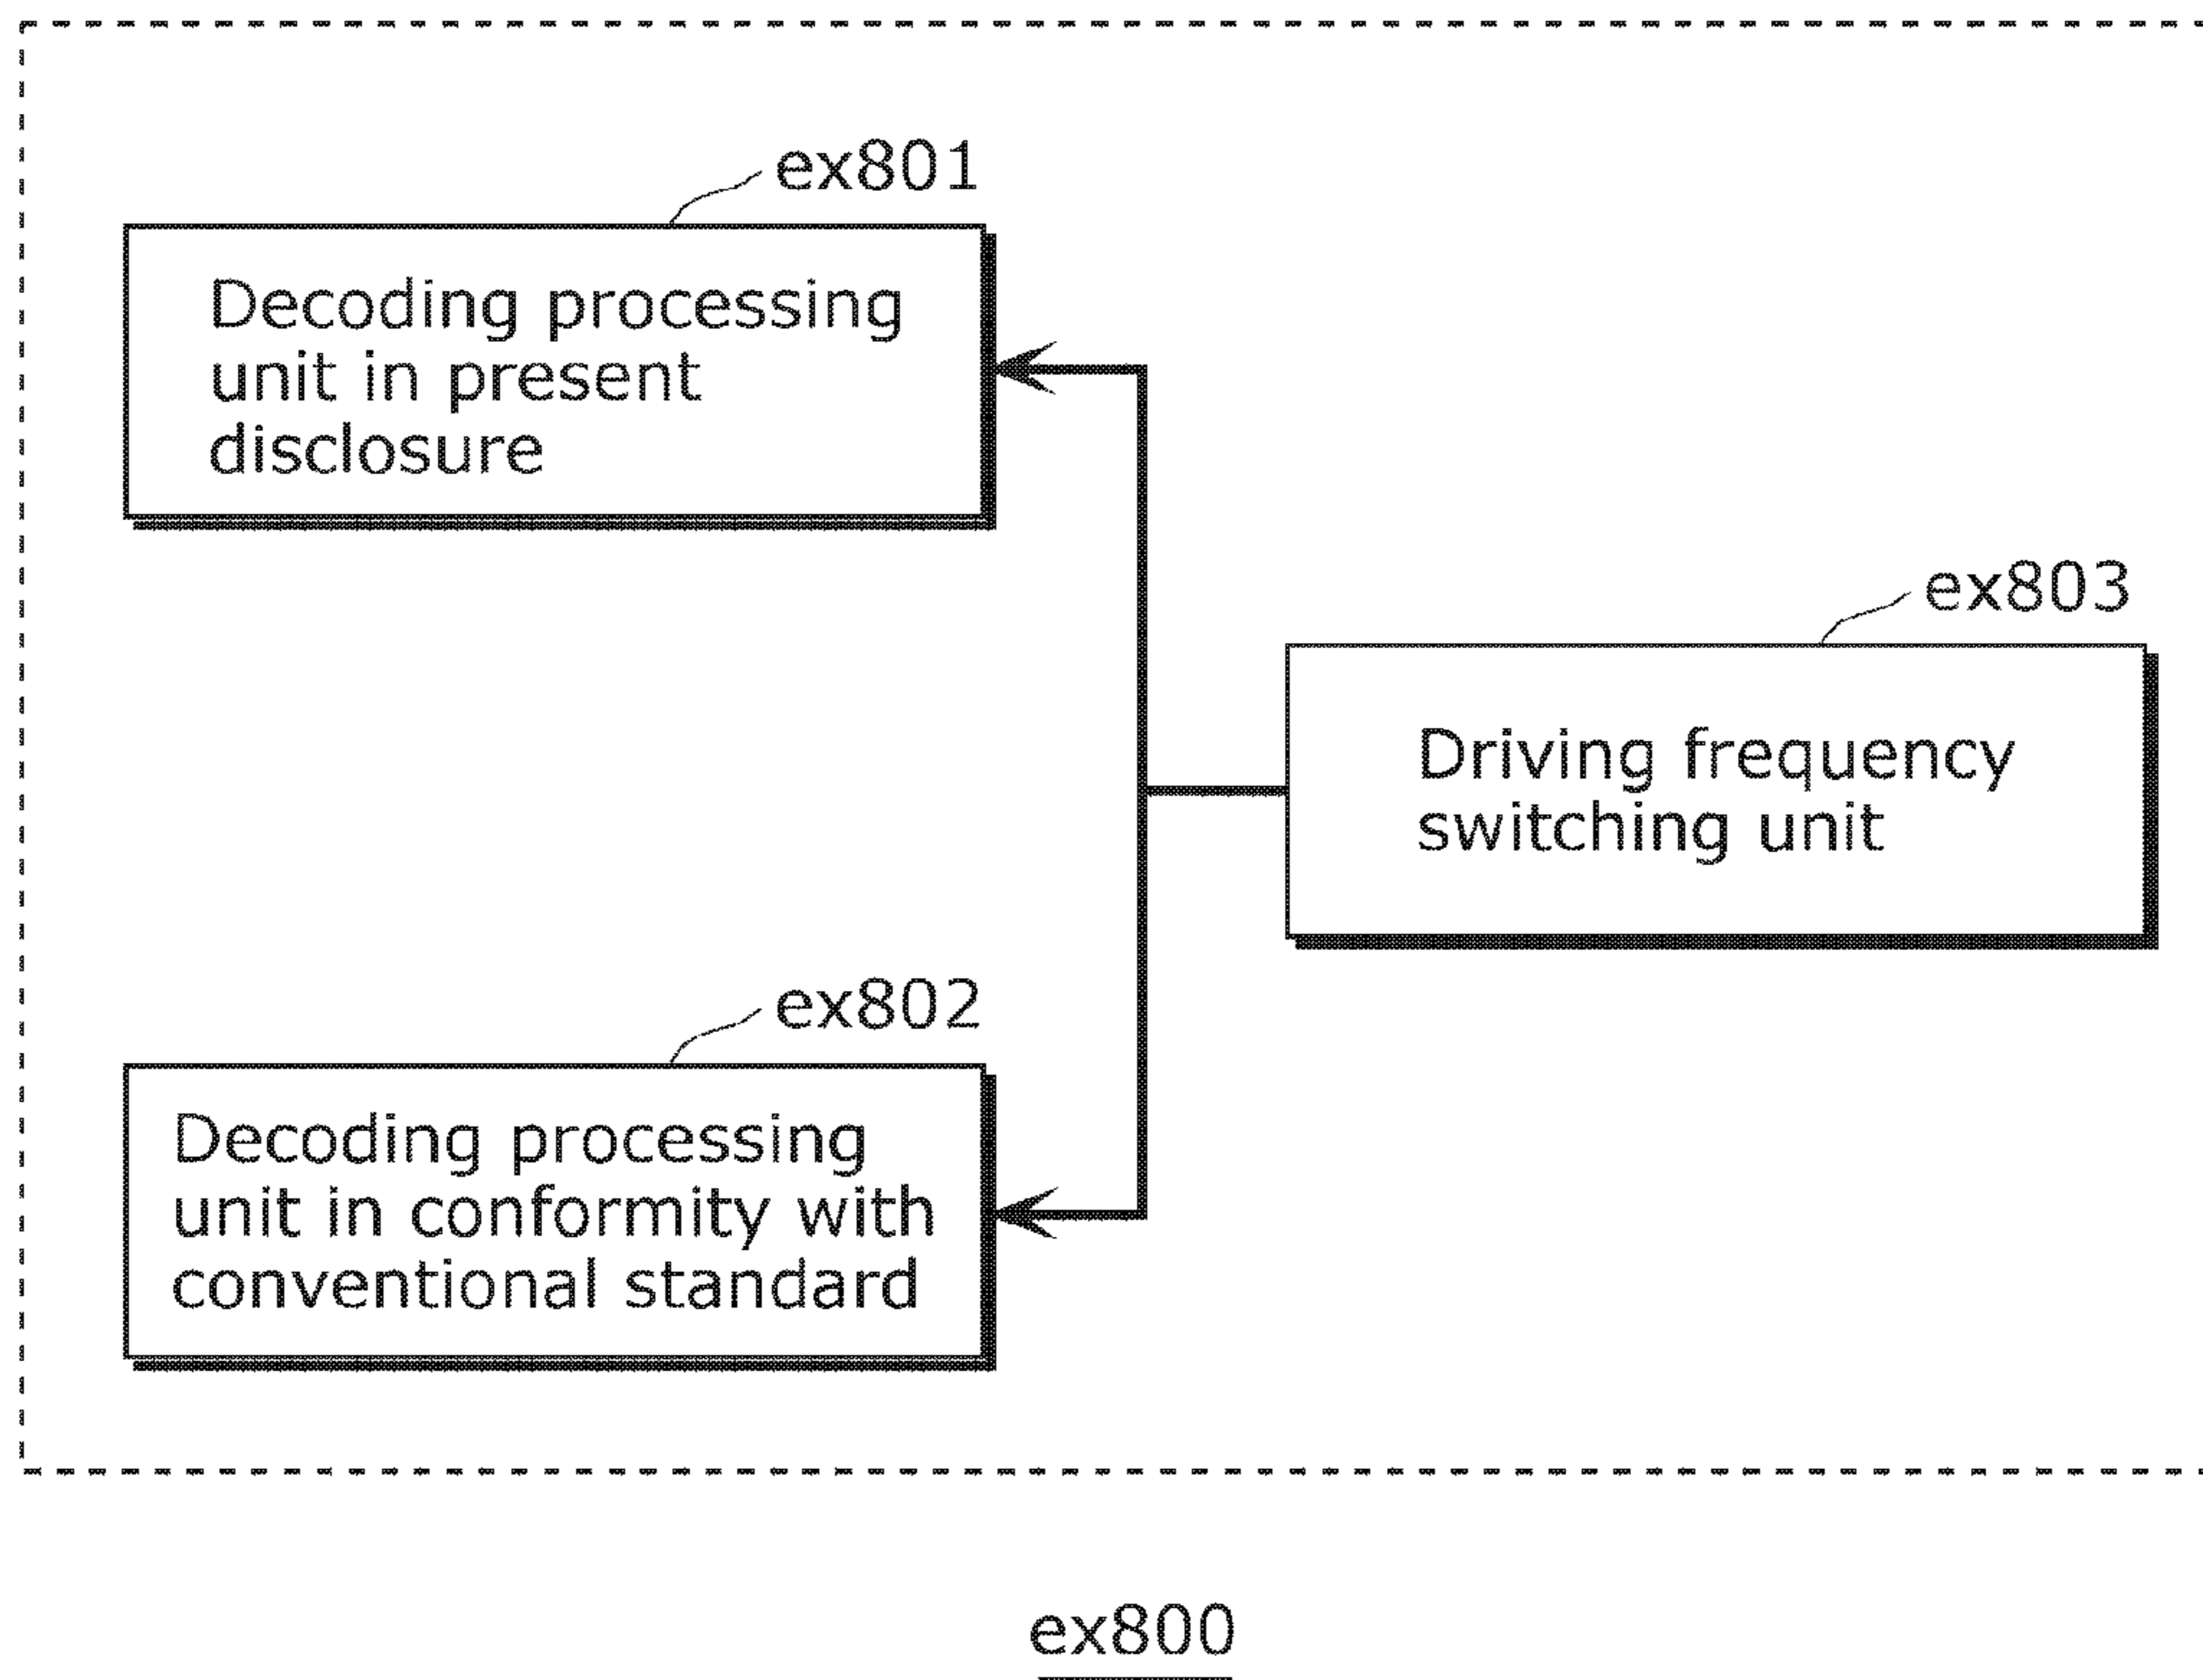 ex801
Decoding processing
unit in present
disclosure
ex803
Driving frequency
switching unit
ex802
Decoding processing
unit in conformity with
conventional standard
ex800